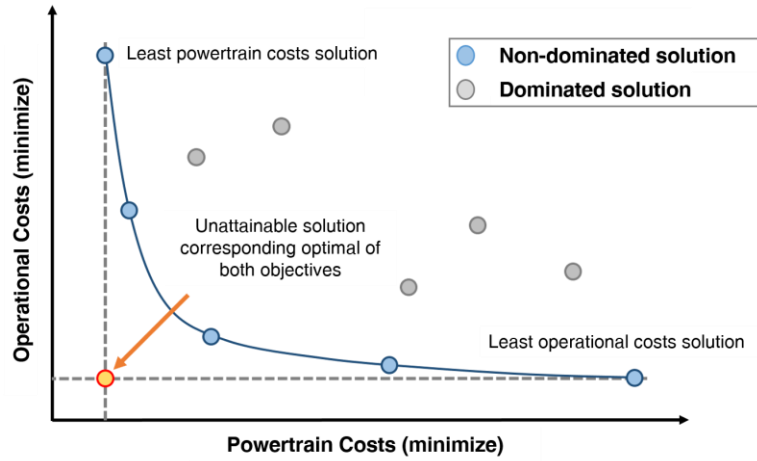 Least powertrain costs solution
Non-dominated solution
Dominated solution
Operational Costs (minimize)
Unattainable solution
corresponding optimal of
both objectives
Least operational costs solution
Powertrain Costs (minimize)